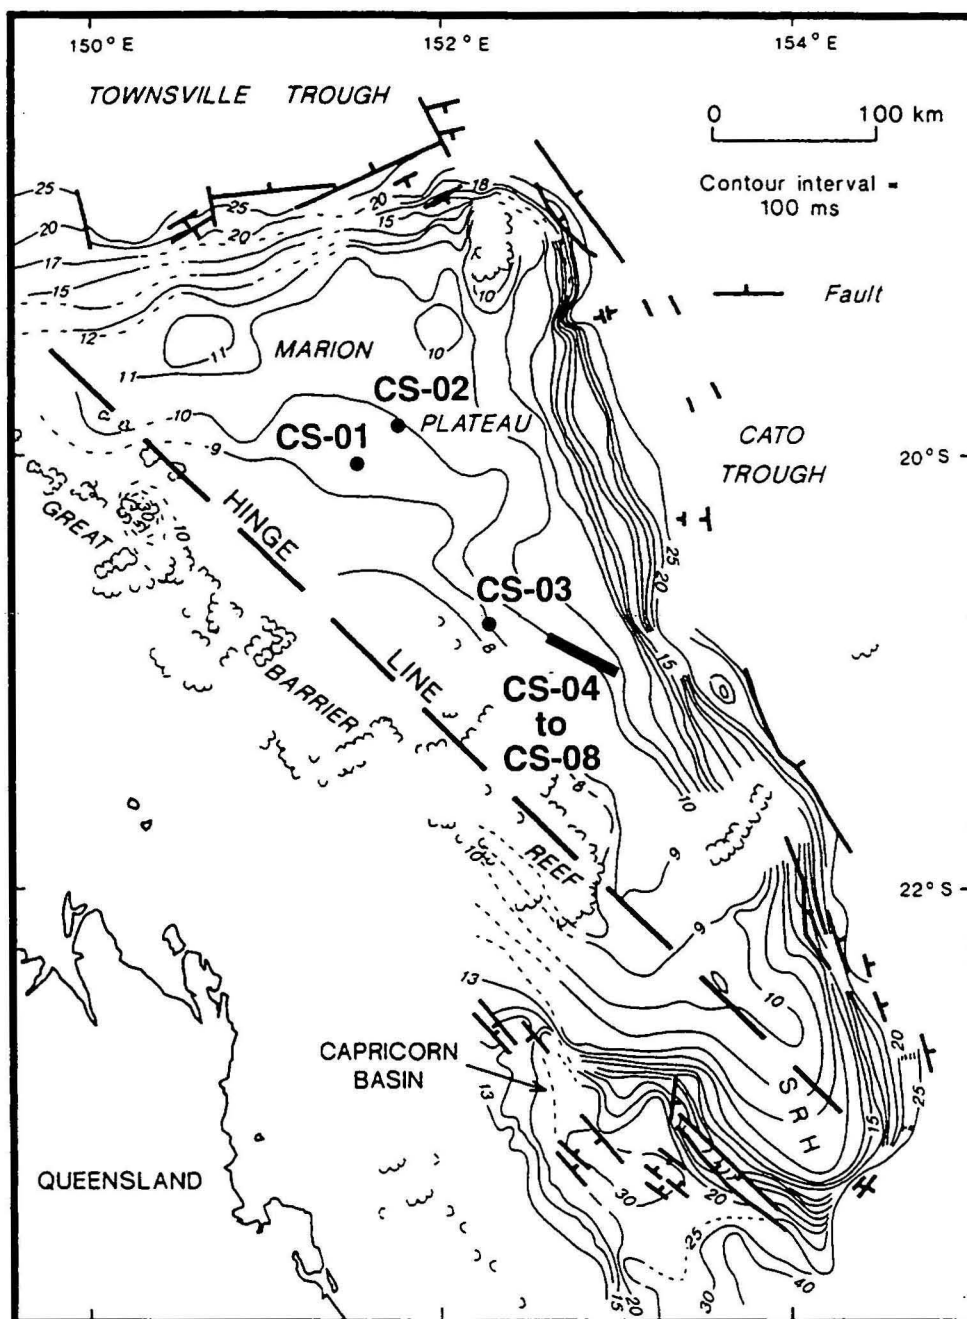 150° E
152° E
154° E
TOWNSVILLE TROUGH
0 100 km
Contour interval =
100 ms
Fault
25
20
17
15
12
11
25
20
20
15
18
10
11
10
MARION
CS-02
PLATEAU
CS-01
10
9
20° S
CATO
TROUGH
GREAT
10
HINGE
25
20
CS-03
8
15
LINE
CS-04
to
CS-08
BARRIER
8
10
9
10
REEF
22° S
9
13
10
CAPRICORN
BASIN
13
SRH
20
25
15
QUEENSLAND
30
20
25
15
20
30
40